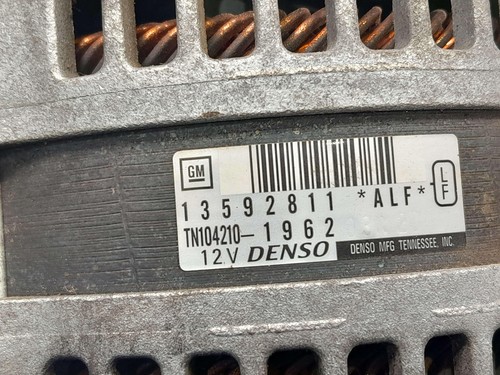 GM
13592811 *ALF* LF
TN104210-1962
12V DENSO DENSO MFG TENNESSEE, INC.